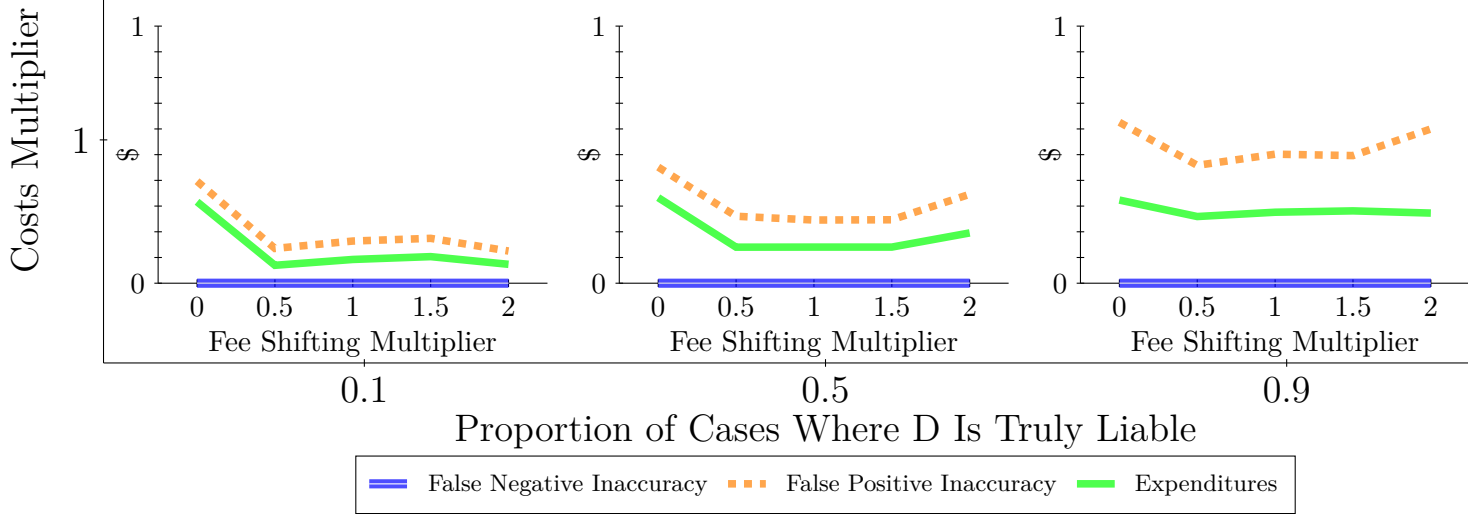 Costs Multiplier
1
1
$
0
0 0.5 1 1.5 2
Fee Shifting Multiplier
1
$
0
0 0.5 1 1.5 2
Fee Shifting Multiplier
1
$
0
0 0.5 1 1.5 2
Fee Shifting Multiplier
0.1 0.5 0.9
Proportion of Cases Where D Is Truly Liable
False Negative Inaccuracy False Positive Inaccuracy Expenditures